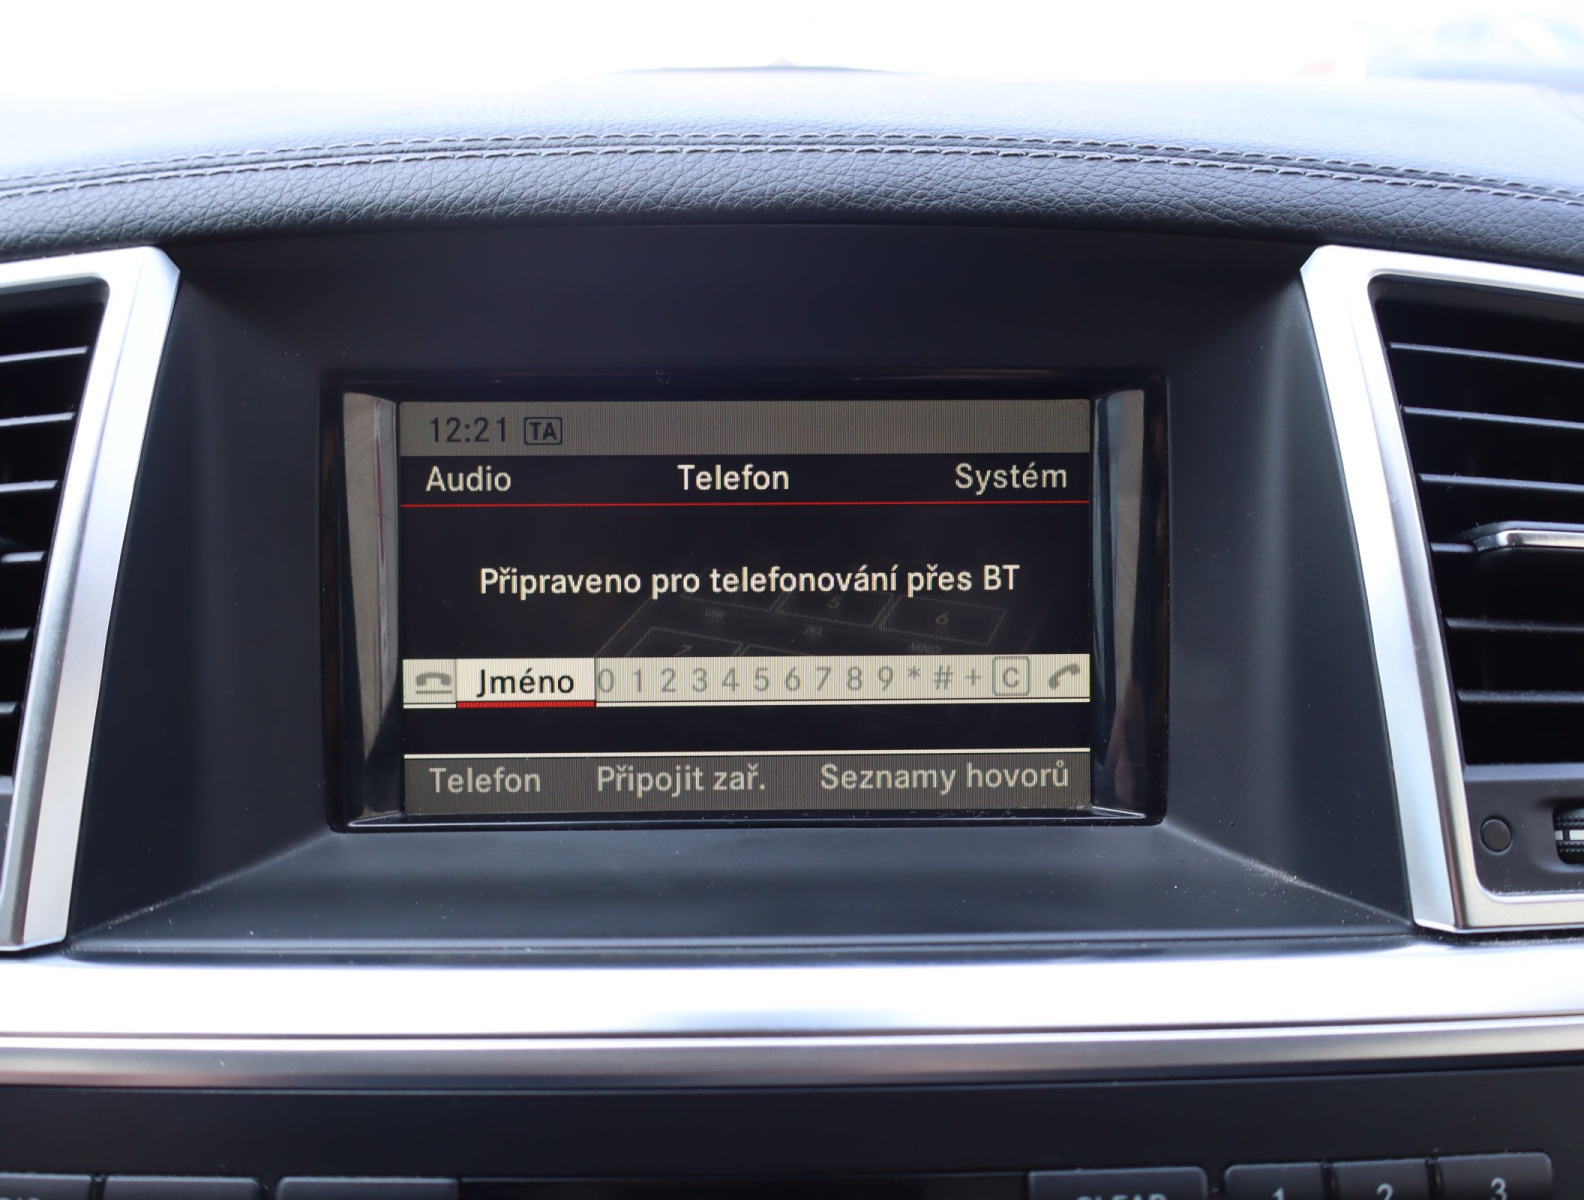 12:21 TA
Audio Telefon Systém
Připraveno pro telefonování přes BT
Jméno 0 1 2 3 4 5 6 7 8 9 * # + C
Telefon Připojit zař. Seznamy hovorů
CLEAR 1 2 3